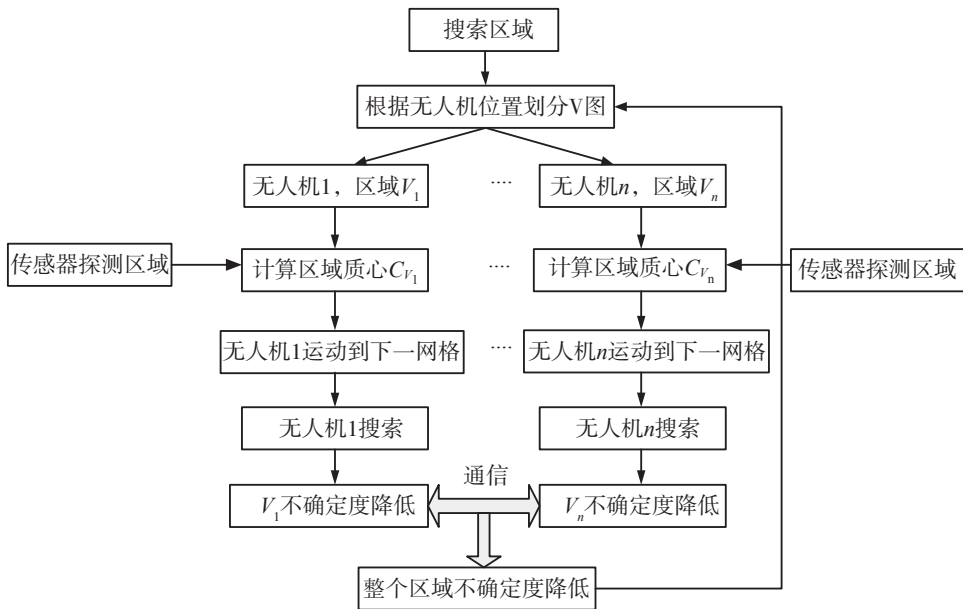 搜索区域
根据无人机位置划分V图
无人机1，区域V₁
....
无人机n，区域Vₙ
传感器探测区域
计算区域质心C_{V₁}
....
计算区域质心C_{Vₙ}
传感器探测区域
无人机1运动到下一网格
....
无人机n运动到下一网格
无人机1搜索
无人机n搜索
通信
V₁不确定度降低
Vₙ不确定度降低
整个区域不确定度降低